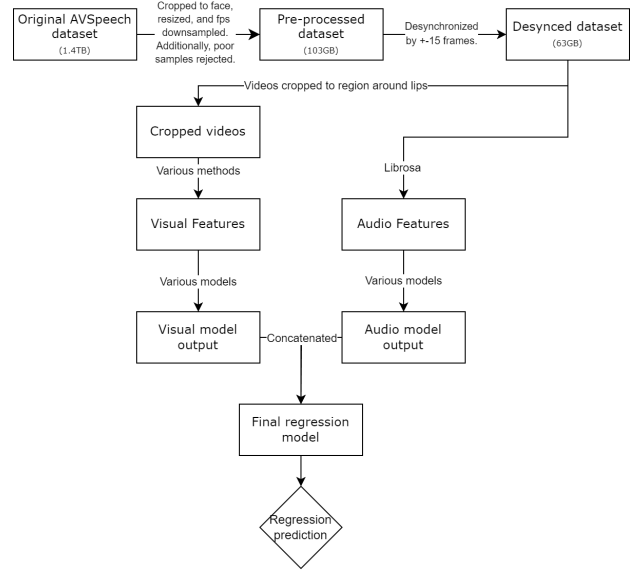 Original AVSpeech
dataset
(1.4TB)
Cropped to face,
resized, and fps
downsampled.
Additionally, poor
samples rejected.
Pre-processed
dataset
(103GB)
Desynchronized
by +-15 frames.
Desynced dataset
(63GB)
Videos cropped to region around lips
Cropped videos
Various methods
Librosa
Visual Features
Audio Features
Various models
Various models
Visual model
output
Concatenated
Audio model
output
Final regression
model
Regression
prediction